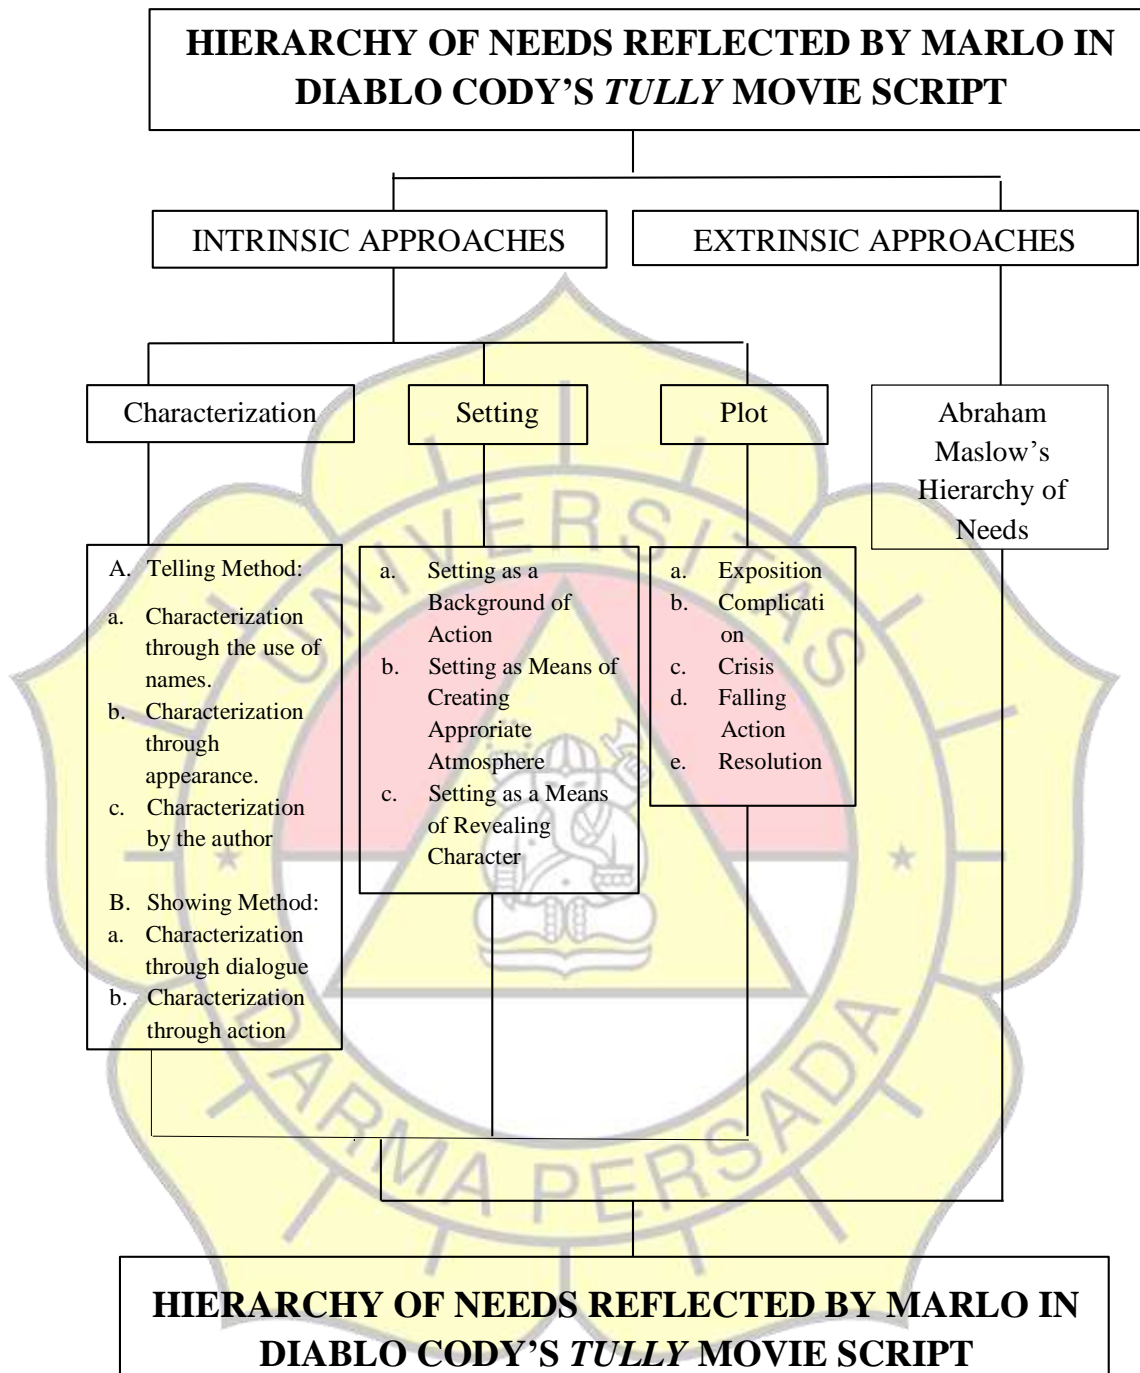 HIERARCHY OF NEEDS REFLECTED BY MARLO IN
DIABLO CODY’S TULLY MOVIE SCRIPT
INTRINSIC APPROACHES
EXTRINSIC APPROACHES
Characterization
Setting
Plot
Abraham
Maslow’s
Hierarchy of
Needs
A. Telling Method:
a. Characterization
through the use of
names.
b. Characterization
through
appearance.
c. Characterization
by the author
B. Showing Method:
a. Characterization
through dialogue
b. Characterization
through action
a. Setting as a
Background of
Action
b. Setting as Means of
Creating
Approriate
Atmosphere
c. Setting as a Means
of Revealing
Character
a. Exposition
b. Complicati
on
c. Crisis
d. Falling
Action
e. Resolution
UNIVERSITAS
DARMA PERSADA
HIERARCHY OF NEEDS REFLECTED BY MARLO IN
DIABLO CODY’S TULLY MOVIE SCRIPT